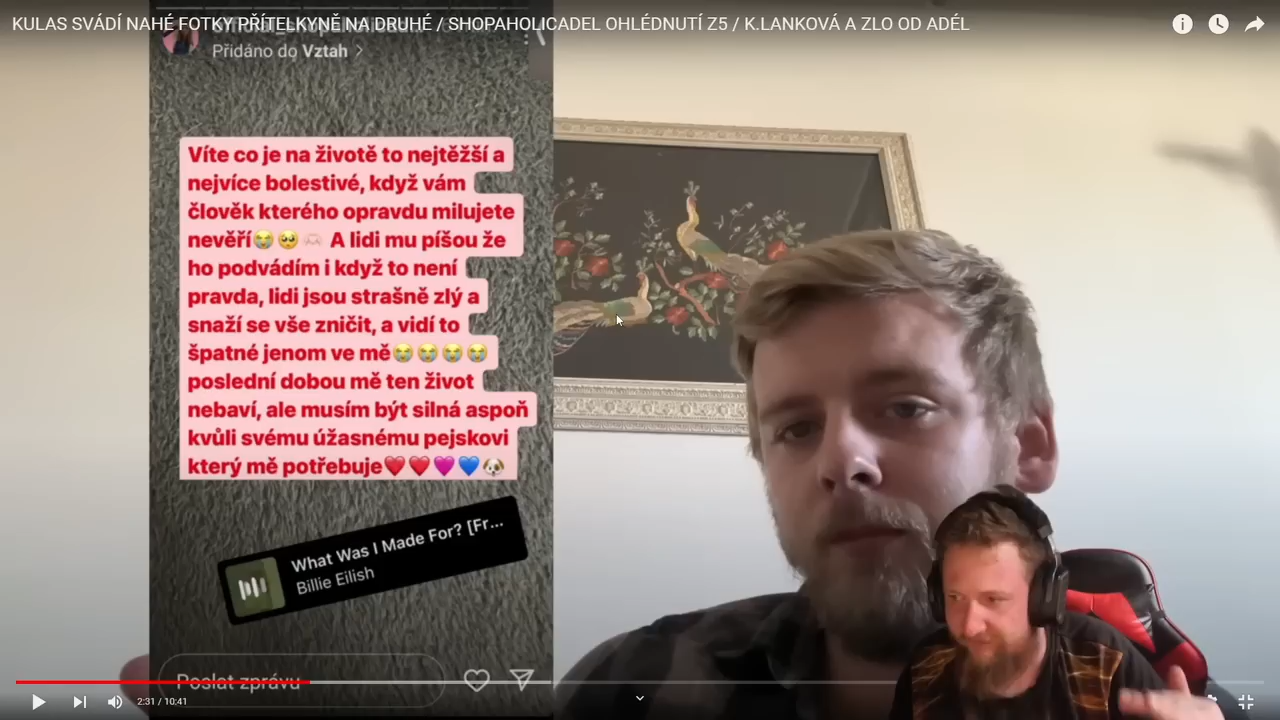 KULAS SVÁDÍ NAHÉ FOTKY PŘÍTELKYNĚ NA DRUHÉ / SHOPAHOLICADEL OHLÉDNUTÍ Z5 / K.LANKOVÁ A ZLO OD ADÉL
Přidáno do Vztah >
Víte co je na životě to nejtěžší a
nejvíce bolestivé, když vám
člověk kterého opravdu milujete
nevěří😭🥺🫶🏻 A lidi mu píšou že
ho podvádím i když to není
pravda, lidi jsou strašně zlý a
snaží se vše zničit, a vidí to
špatné jenom ve mě😭😭😭😭
poslední dobou mě ten život
nebaví, ale musím být silná aspoň
kvůli svému úžasnému pejskovi
který mě potřebuje❤️❤️💜💙🐶
What Was I Made For? [Fr...
Billie Eilish
Poslat zprávu
2:31 / 10:41